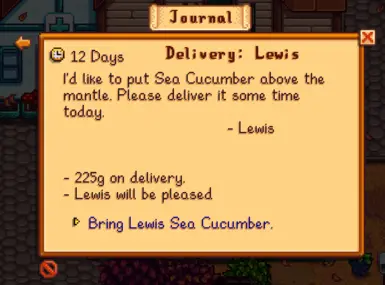 Journal
12 Days
Delivery: Lewis
I'd like to put Sea Cucumber above the
mantle. Please deliver it some time
today.
- Lewis
- 225g on delivery.
- Lewis will be pleased
Bring Lewis Sea Cucumber.